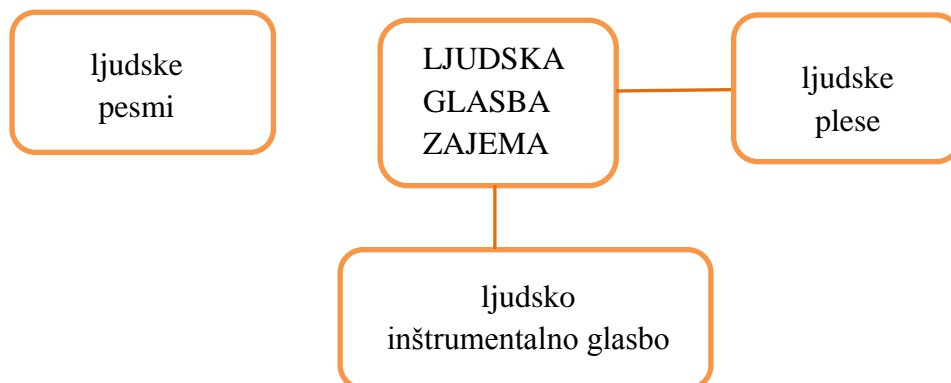 ljudske
pesmi
LJUDSKA
GLASBA
ZAJEMA
ljudske
plese
ljudsko
inštrumentalno glasbo